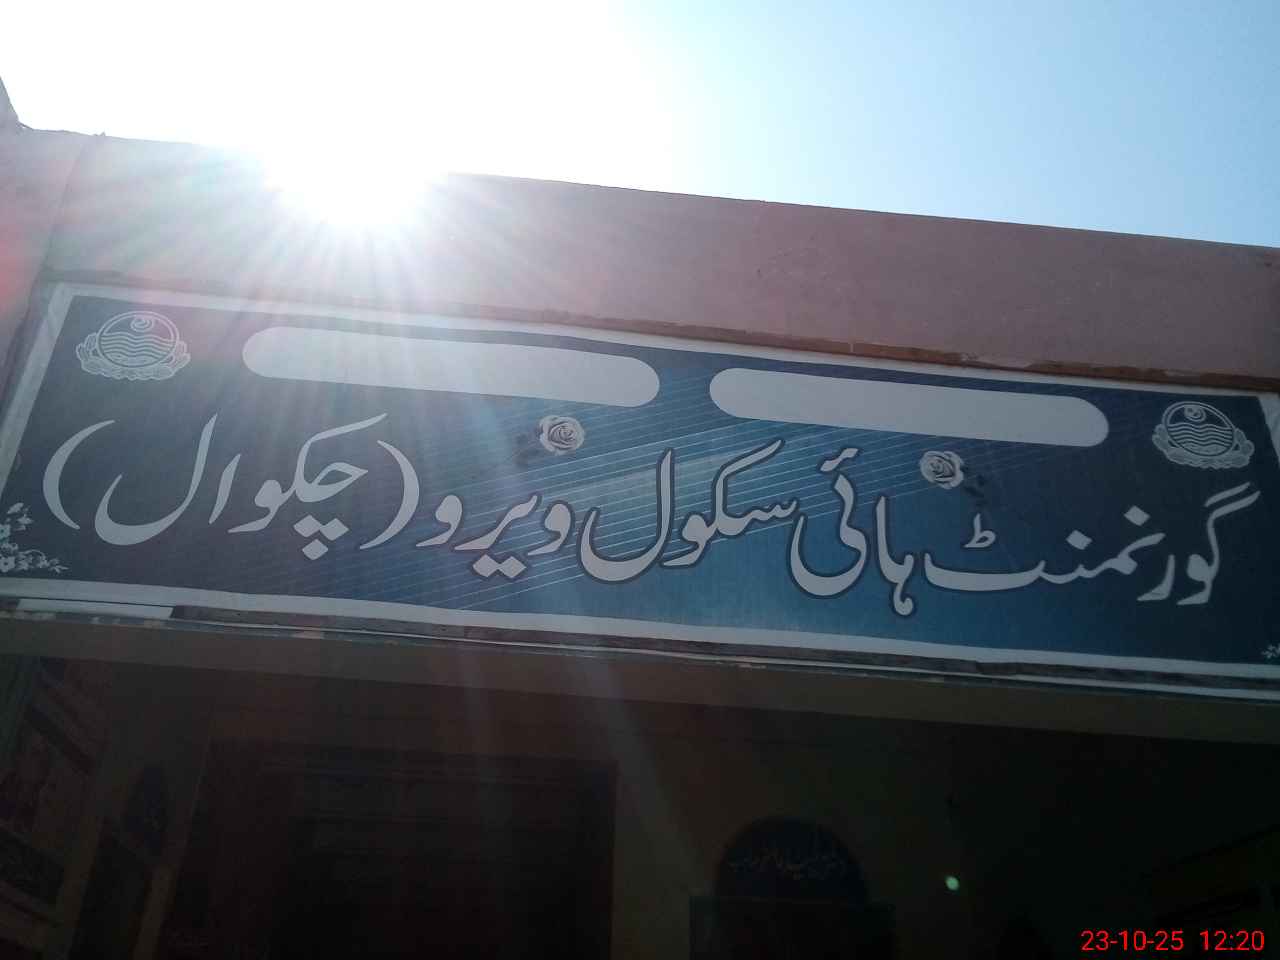 گورنمنٹ ہائی سکول ویرو (چکوال)
23-10-25 12:20